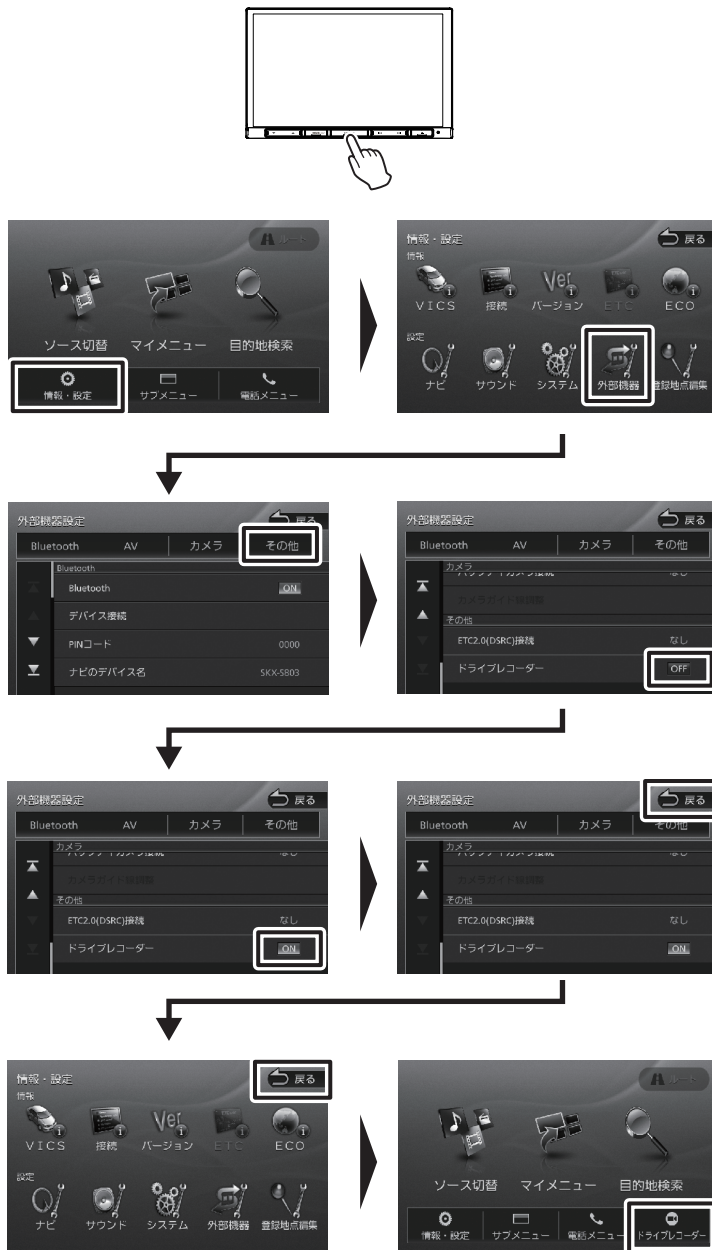 ルート
ソース切替 マイメニュー 目的地検索
情報・設定 サブメニュー 電話メニュー
情報・設定 戻る
情報
VICS 接続 バージョン ETC ECO
Ver
設定
ナビ サウンド システム 外部機器 登録地点編集
外部機器設定 戻る
Bluetooth AV カメラ その他
Bluetooth
Bluetooth ON
デバイス接続
PINコード 0000
ナビのデバイス名 SKX-SB03
外部機器設定 戻る
Bluetooth AV カメラ その他
カメラ
その他
ETC2.0(DSRC)接続 なし
ドライブレコーダー OFF
外部機器設定 戻る
Bluetooth AV カメラ その他
カメラ
その他
ETC2.0(DSRC)接続 なし
ドライブレコーダー ON
外部機器設定 戻る
Bluetooth AV カメラ その他
カメラ
その他
ETC2.0(DSRC)接続 なし
ドライブレコーダー ON
情報・設定 戻る
情報
Ver
VICS 接続 バージョン ETC ECO
設定
ナビ サウンド システム 外部機器 登録地点編集
ルート
ソース切替 マイメニュー 目的地検索
情報・設定 サブメニュー 電話メニュー ドライブレコーダー